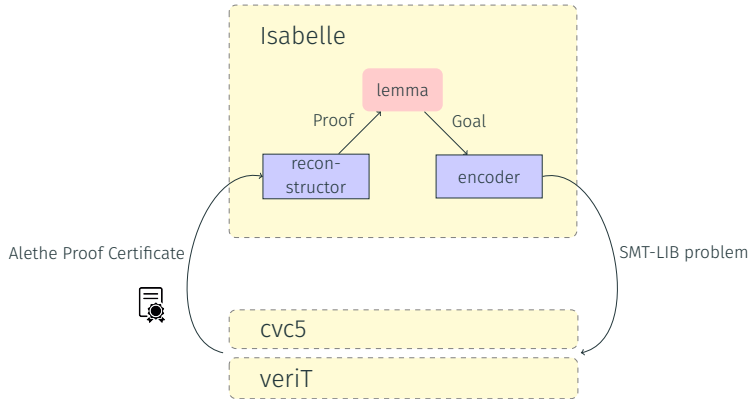 Isabelle
lemma
Proof
Goal
recon-
structor
encoder
Alethe Proof Certificate
SMT-LIB problem
cvc5
veriT